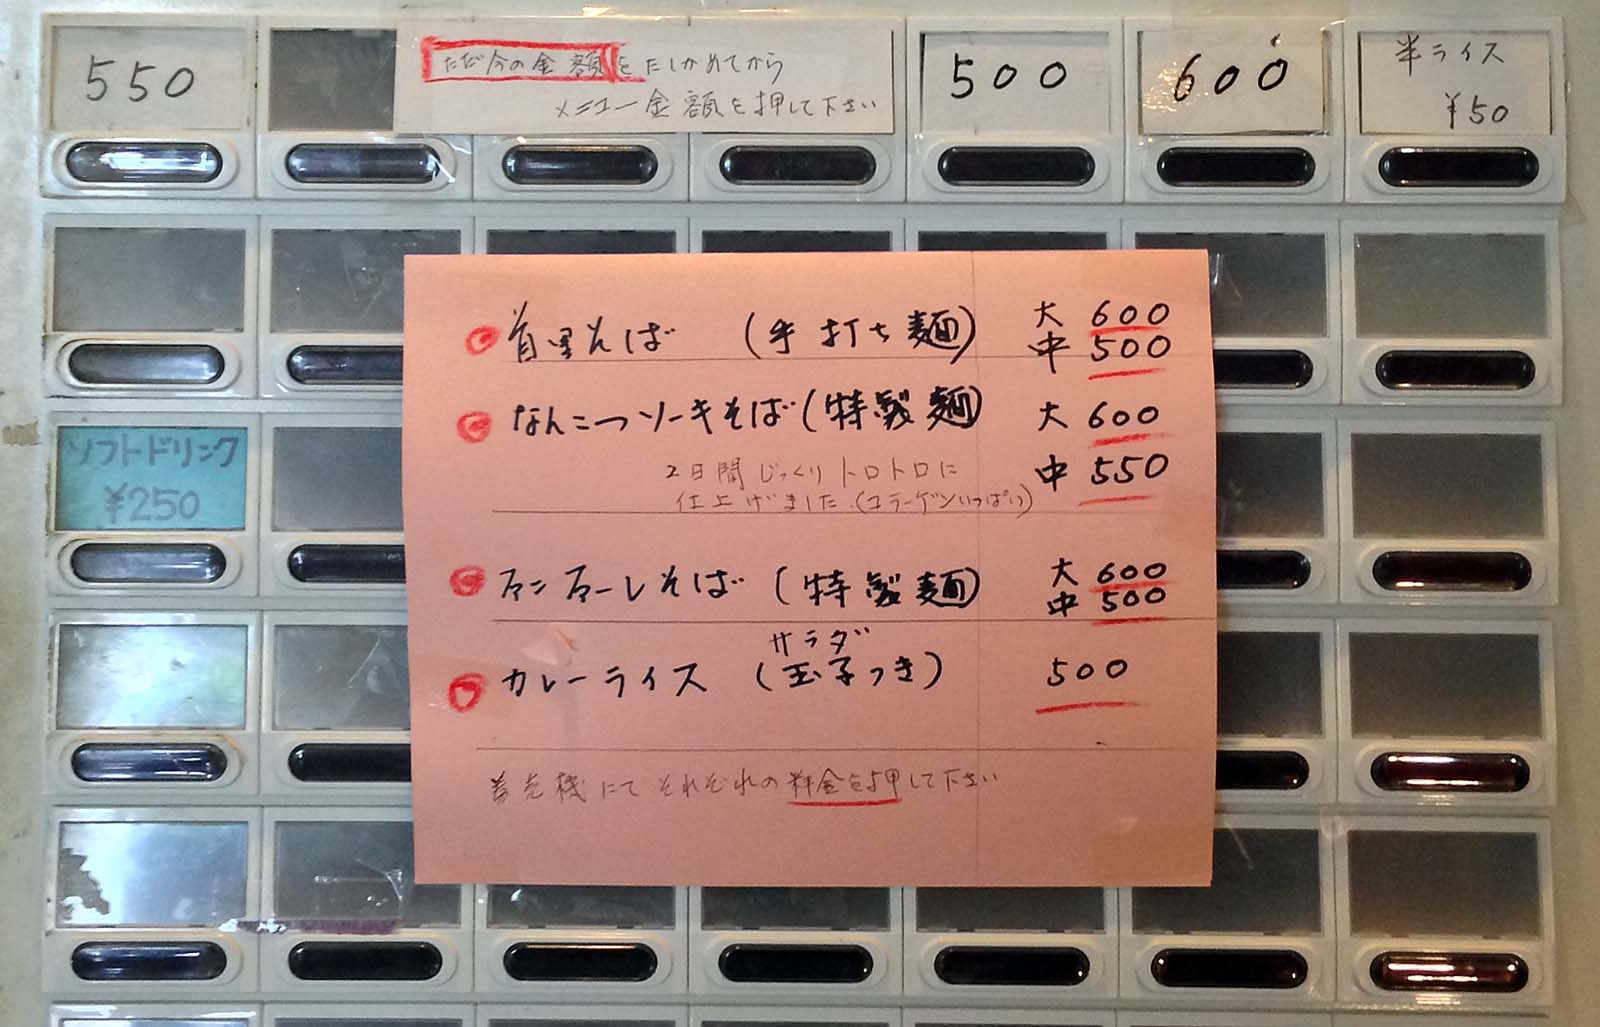 550
ただ今の金額をたしかめてから
メニュー金額を押して下さい
500
600
半ライス
¥50
首里そば (手打ち麺) 大 600
中 500
なんこつソーキそば(特製麺) 大 600
中 550
2日間じっくりトロトロに
仕上げました.(コラーゲンいっぱい)
そば (特製麺) 大 600
中 500
サラダ
カレーライス (玉子つき) 500
券売機にてそれぞれの料金を押して下さい
ソフトドリンク
¥250